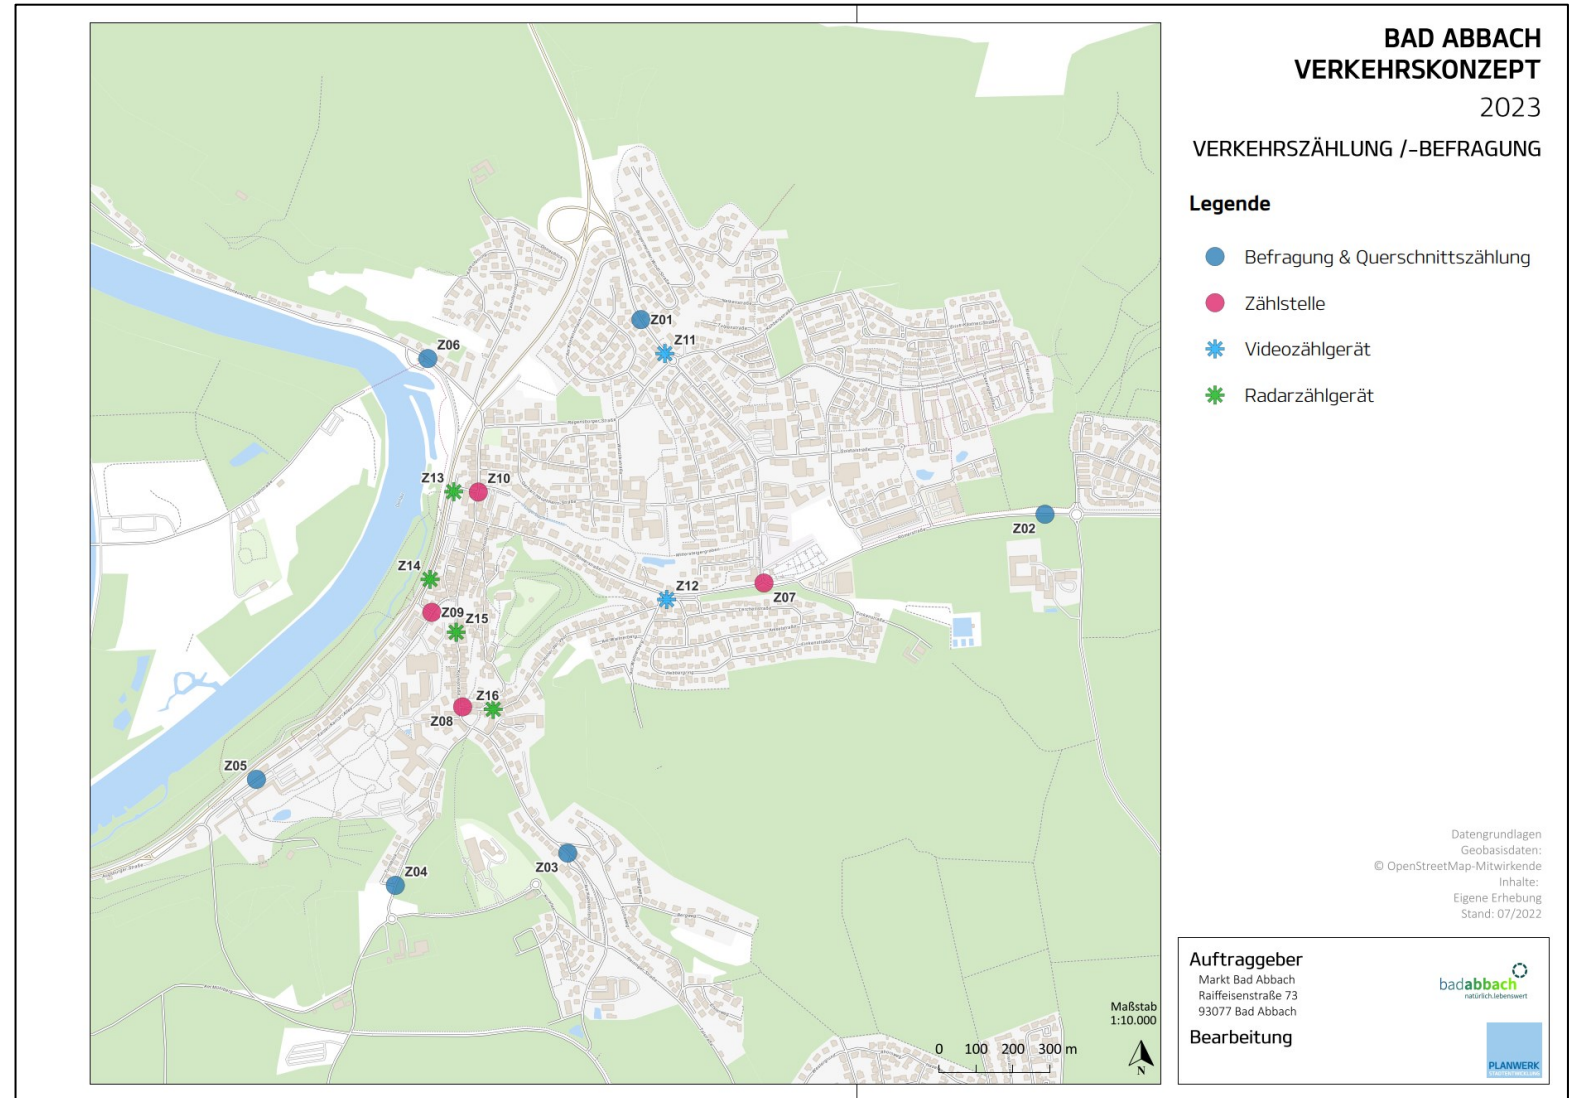 BAD ABBACH
VERKEHRSKONZEPT
2023
VERKEHRSZÄHLUNG /-BEFRAGUNG
Legende
Befragung & Querschnittszählung
Zählstelle
Videozählgerät
Radarzählgerät
Z01
Z11
Z06
Z13
Z10
Z02
Z14
Z12
Z07
Z09
Z15
Z16
Z08
Z05
Z03
Z04
Maßstab
1:10.000
0 100 200 300 m
N
Datengrundlagen
Geobasisdaten:
© OpenStreetMap-Mitwirkende
Inhalte:
Eigene Erhebung
Stand: 07/2022
Auftraggeber
Markt Bad Abbach
Raiffeisenstraße 73
93077 Bad Abbach
badabbach
natürlich.lebenswert
Bearbeitung
PLANWERK
STADTENTWICKLUNG